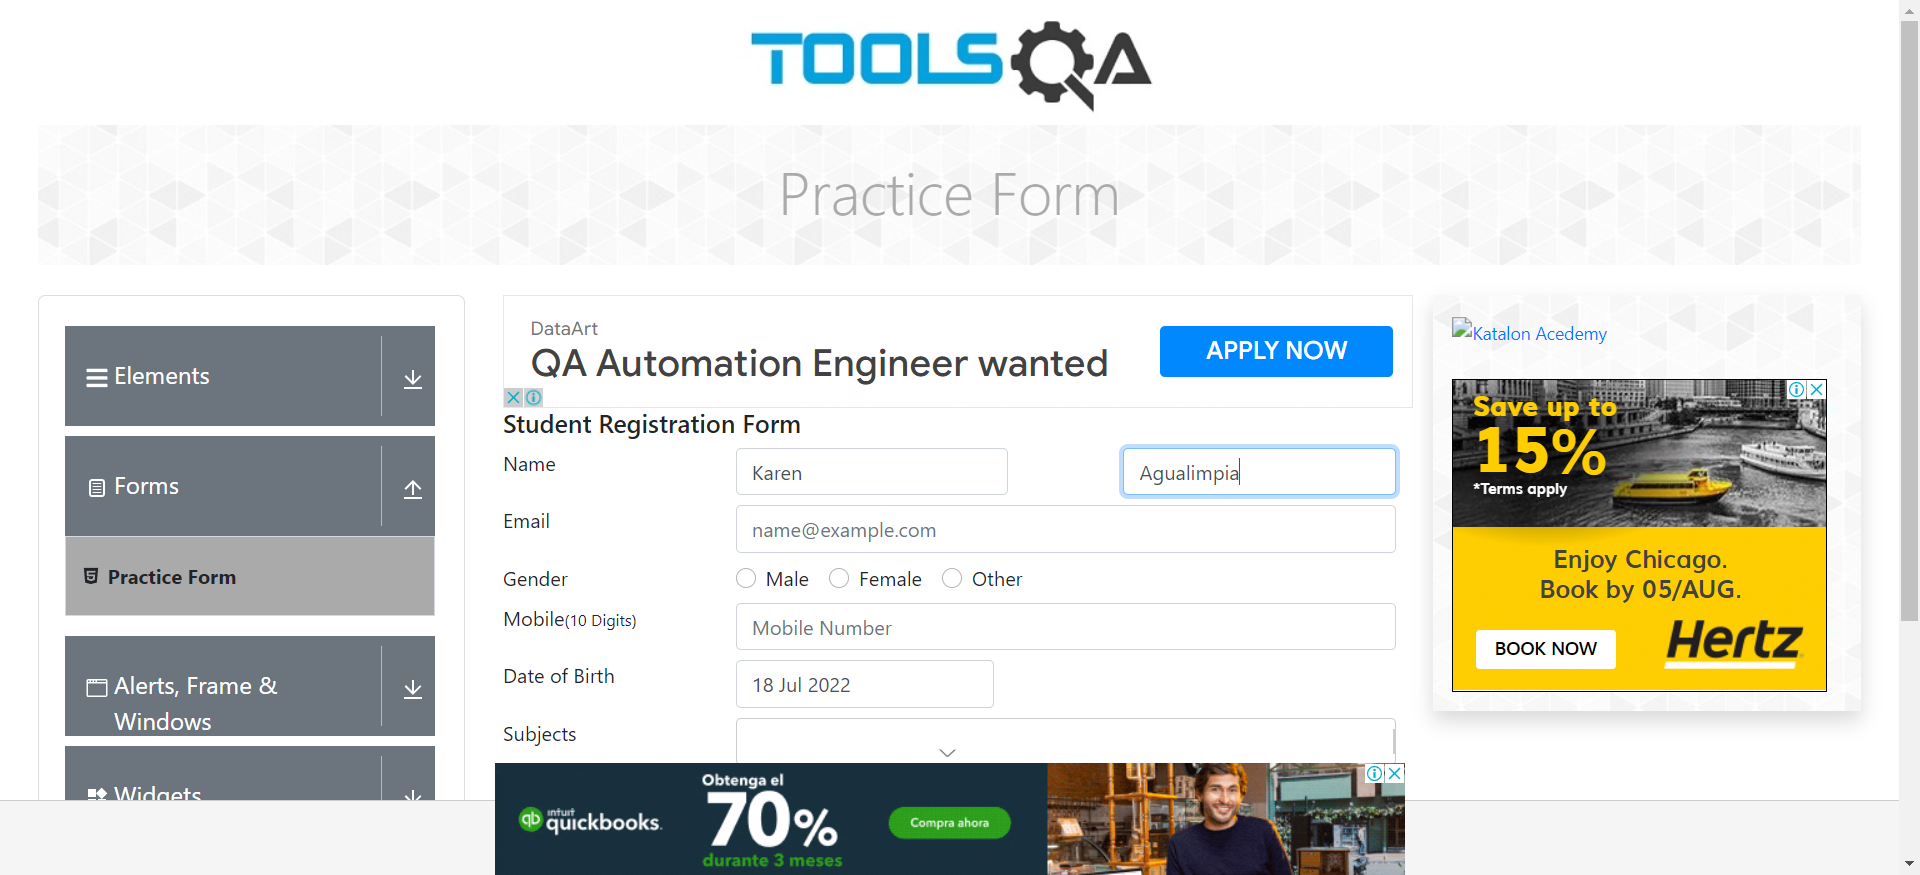 TOOLSQA
Practice Form
Elements
Forms
Practice Form
Alerts, Frame &
Windows
Widgets
DataArt
QA Automation Engineer wanted
APPLY NOW
Student Registration Form
Name
Karen
Agualimpia
Email
name@example.com
Gender
Male
Female
Other
Mobile(10 Digits)
Mobile Number
Date of Birth
18 Jul 2022
Subjects
Katalon Acedemy
Save up to
15%
*Terms apply
Enjoy Chicago.
Book by 05/AUG.
BOOK NOW
Hertz
intuit
quickbooks.
Obtenga el
70%
durante 3 meses
Compra ahora